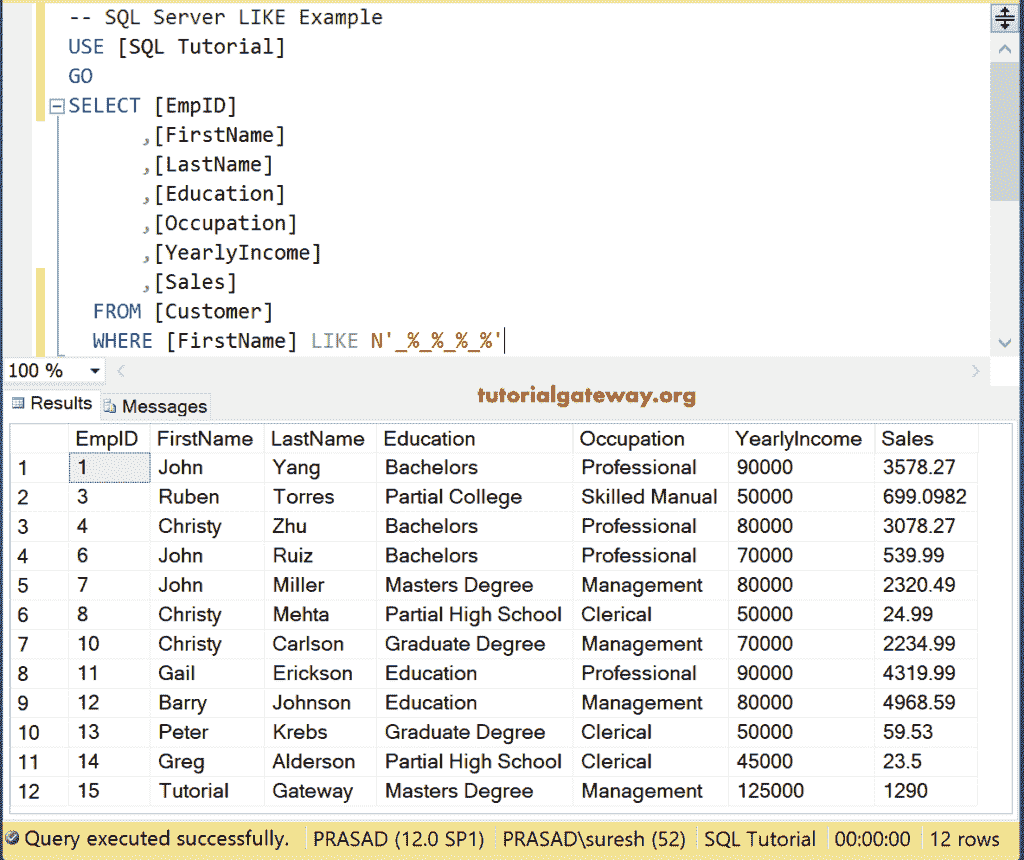 -- SQL Server LIKE Example
USE [SQL Tutorial]
GO
SELECT [EmpID]
,[FirstName]
,[LastName]
,[Education]
,[Occupation]
,[YearlyIncome]
,[Sales]
FROM [Customer]
WHERE [FirstName] LIKE N'_%_%_%_%'
100 %
tutorialgateway.org
Results Messages
EmpID FirstName LastName Education Occupation YearlyIncome Sales
1 1 John Yang Bachelors Professional 90000 3578.27
2 3 Ruben Torres Partial College Skilled Manual 50000 699.0982
3 4 Christy Zhu Bachelors Professional 80000 3078.27
4 6 John Ruiz Bachelors Professional 70000 539.99
5 7 John Miller Masters Degree Management 80000 2320.49
6 8 Christy Mehta Partial High School Clerical 50000 24.99
7 10 Christy Carlson Graduate Degree Management 70000 2234.99
8 11 Gail Erickson Education Professional 90000 4319.99
9 12 Barry Johnson Education Management 80000 4968.59
10 13 Peter Krebs Graduate Degree Clerical 50000 59.53
11 14 Greg Alderson Partial High School Clerical 45000 23.5
12 15 Tutorial Gateway Masters Degree Management 125000 1290
Query executed successfully. PRASAD (12.0 SP1) PRASAD\suresh (52) SQL Tutorial 00:00:00 12 rows